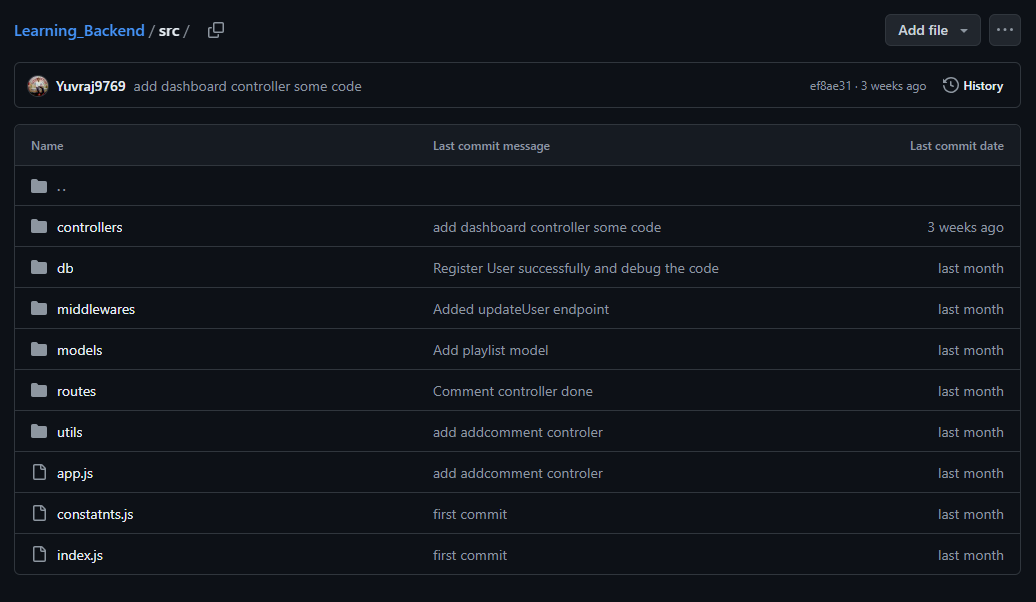 Learning_Backend / src /
Add file
Yuvraj9769 add dashboard controller some code ef8ae31 · 3 weeks ago History
Name Last commit message Last commit date
..
controllers add dashboard controller some code 3 weeks ago
db Register User successfully and debug the code last month
middlewares Added updateUser endpoint last month
models Add playlist model last month
routes Comment controller done last month
utils add addcomment controler last month
app.js add addcomment controler last month
constatnts.js first commit last month
index.js first commit last month